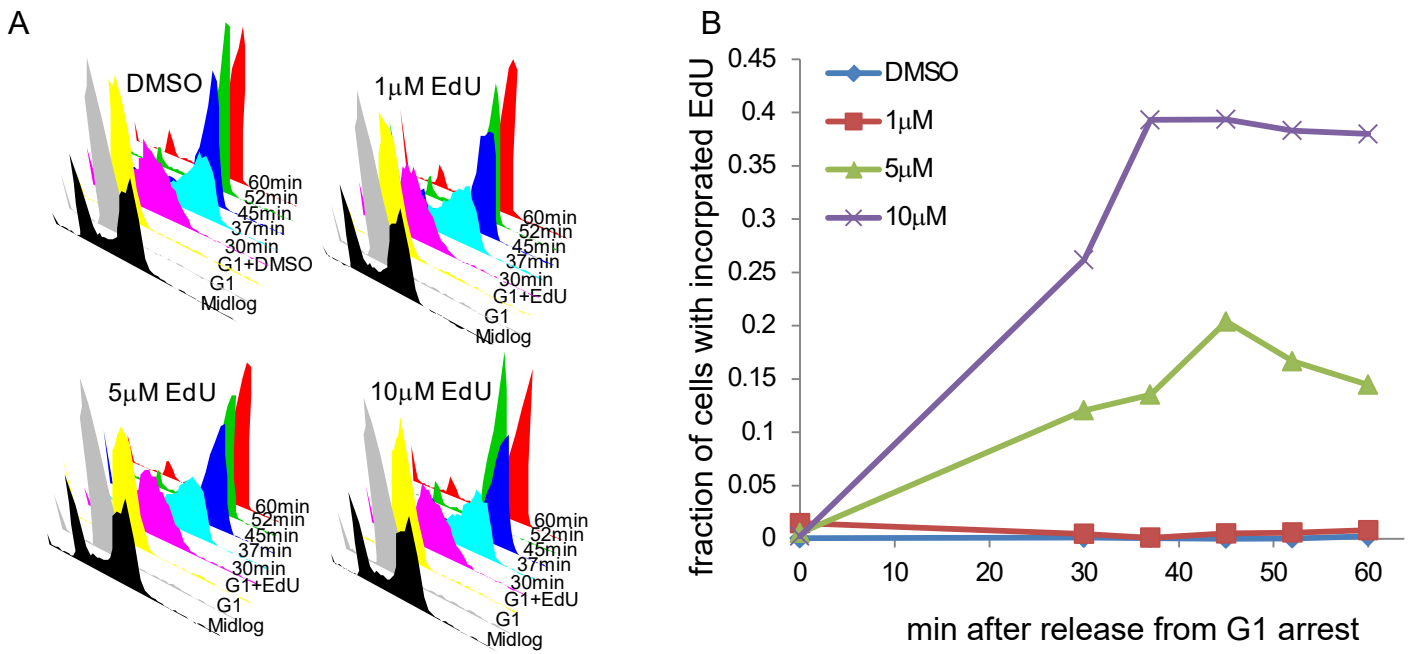 A
DMSO
60min
52min
45min
37min
30min
G1+DMSO
G1
Midlog
1μM EdU
60min
52min
45min
37min
30min
G1+EdU
G1
Midlog
5μM EdU
60min
52min
45min
37min
30min
G1+EdU
G1
Midlog
10μM EdU
60min
52min
45min
37min
30min
G1+EdU
G1
Midlog
B
fraction of cells with incorprated EdU
0.45
0.4
0.35
0.3
0.25
0.2
0.15
0.1
0.05
0
DMSO
1μM
5μM
10μM
0 10 20 30 40 50 60
min after release from G1 arrest